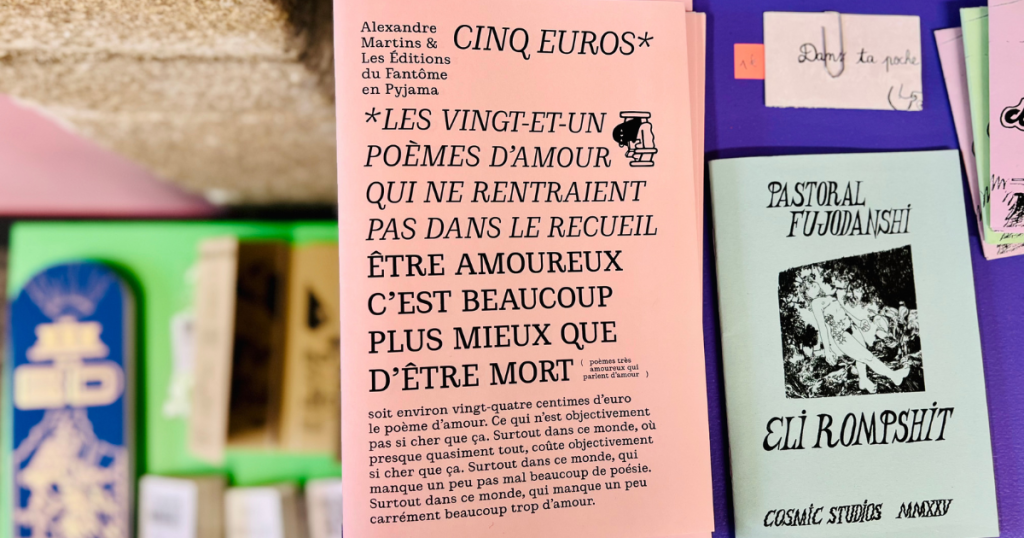 Alexandre
Martins &
Les Éditions
du Fantôme
en Pyjama
CINQ EUROS*
*LES VINGT-ET-UN
POÈMES D'AMOUR
QUI NE RENTRAIENT
PAS DANS LE RECUEIL
ÊTRE AMOUREUX
C'EST BEAUCOUP
PLUS MIEUX QUE
D'ÊTRE MORT
( poèmes très
amoureux qui
parlent d'amour )
soit environ vingt-quatre centimes d'euro
le poème d'amour. Ce qui n'est objectivement
pas si cher que ça. Surtout dans ce monde, où
presque quasiment tout, coûte objectivement
si cher que ça. Surtout dans ce monde, qui
manque un peu pas mal beaucoup de poésie.
Surtout dans ce monde, qui manque un peu
carrément beaucoup trop d'amour.
Dans ta poche
PASTORAL
FUJODANSHI
ELI ROMPSHIT
COSMIC STUDIOS MMXXV